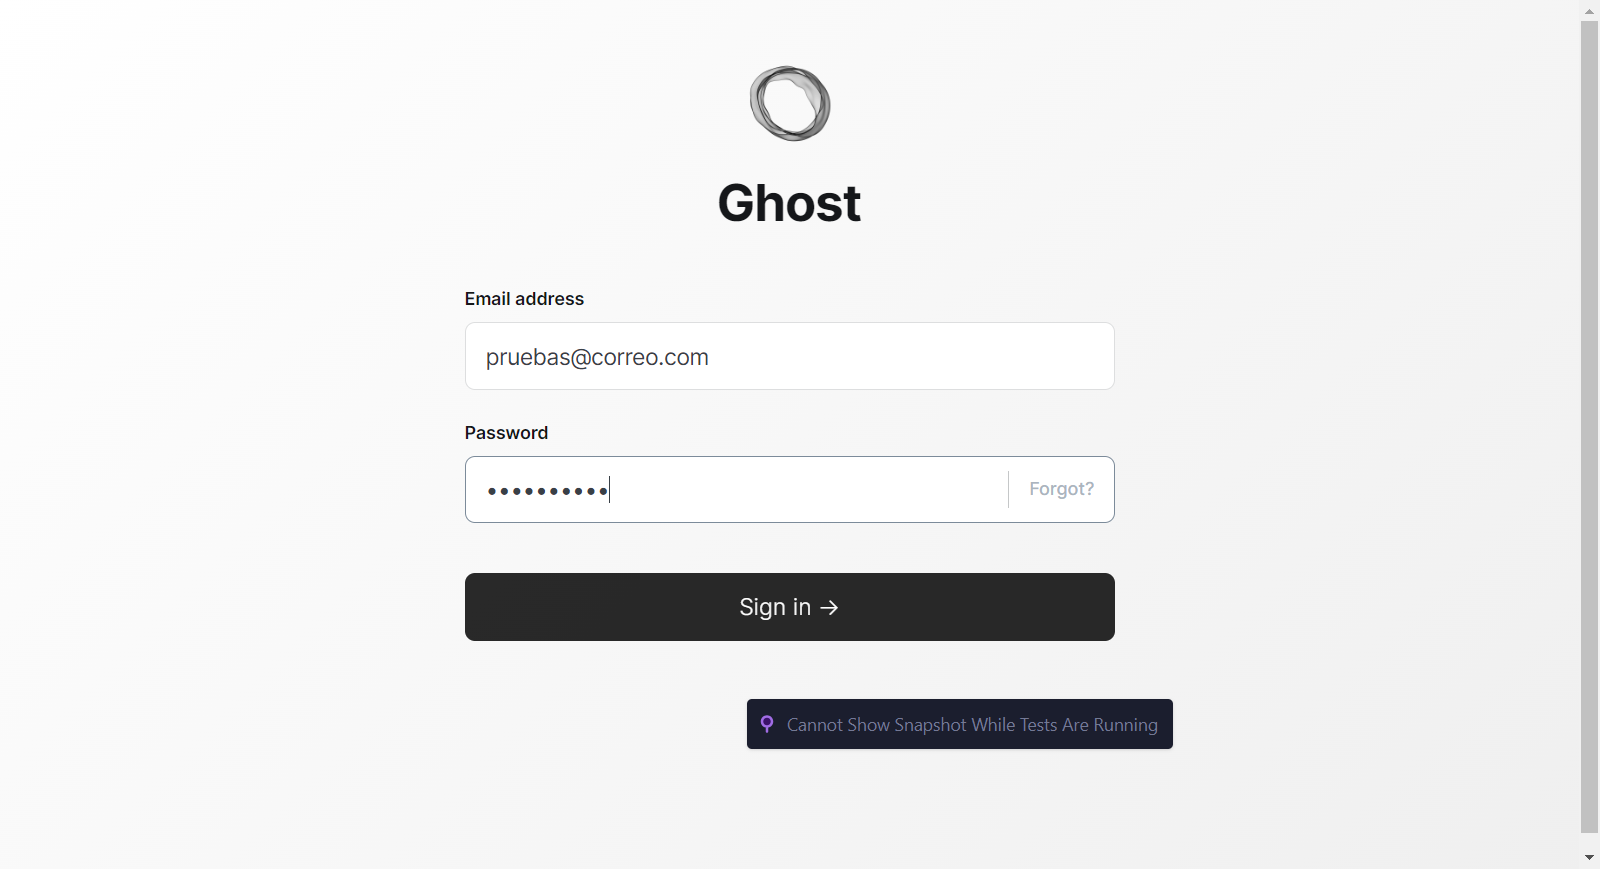 Ghost
Email address
pruebas@correo.com
Password
••••••••••
Forgot?
Sign in →
Cannot Show Snapshot While Tests Are Running